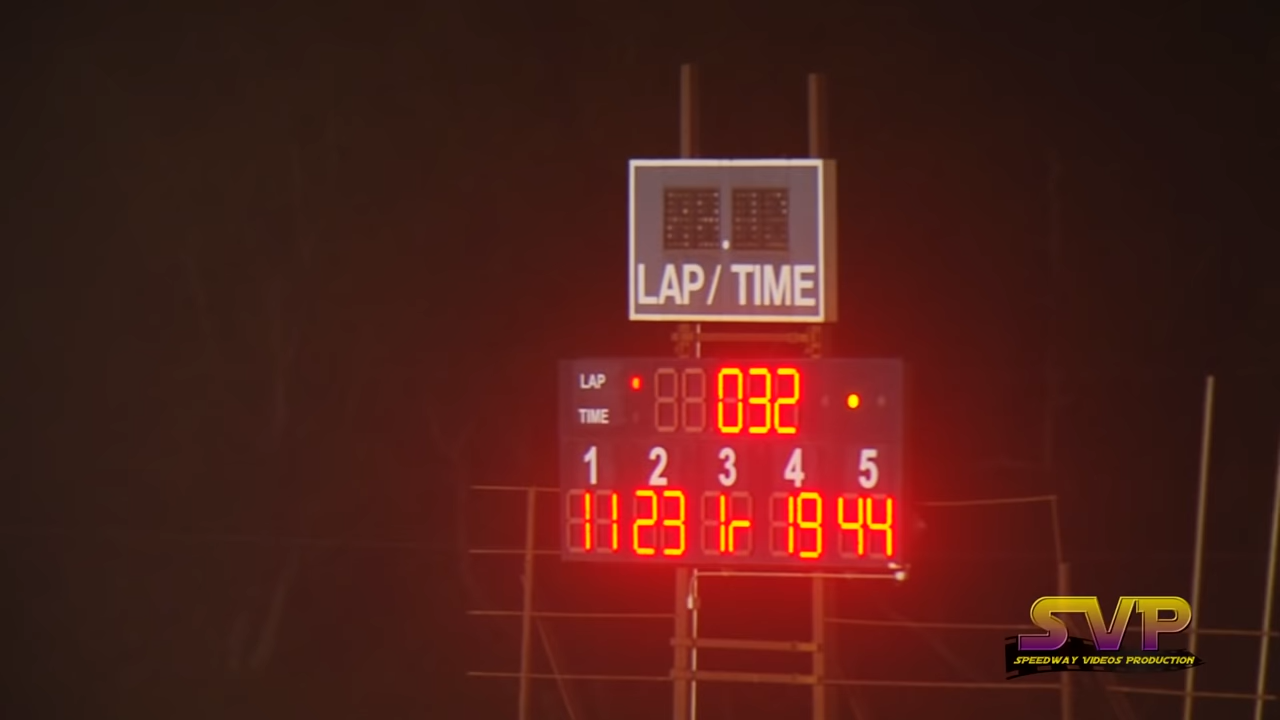 LAP / TIME
LAP 032
TIME
1 2 3 4 5
11 23 1r 19 44
SVP
SPEEDWAY VIDEOS PRODUCTION